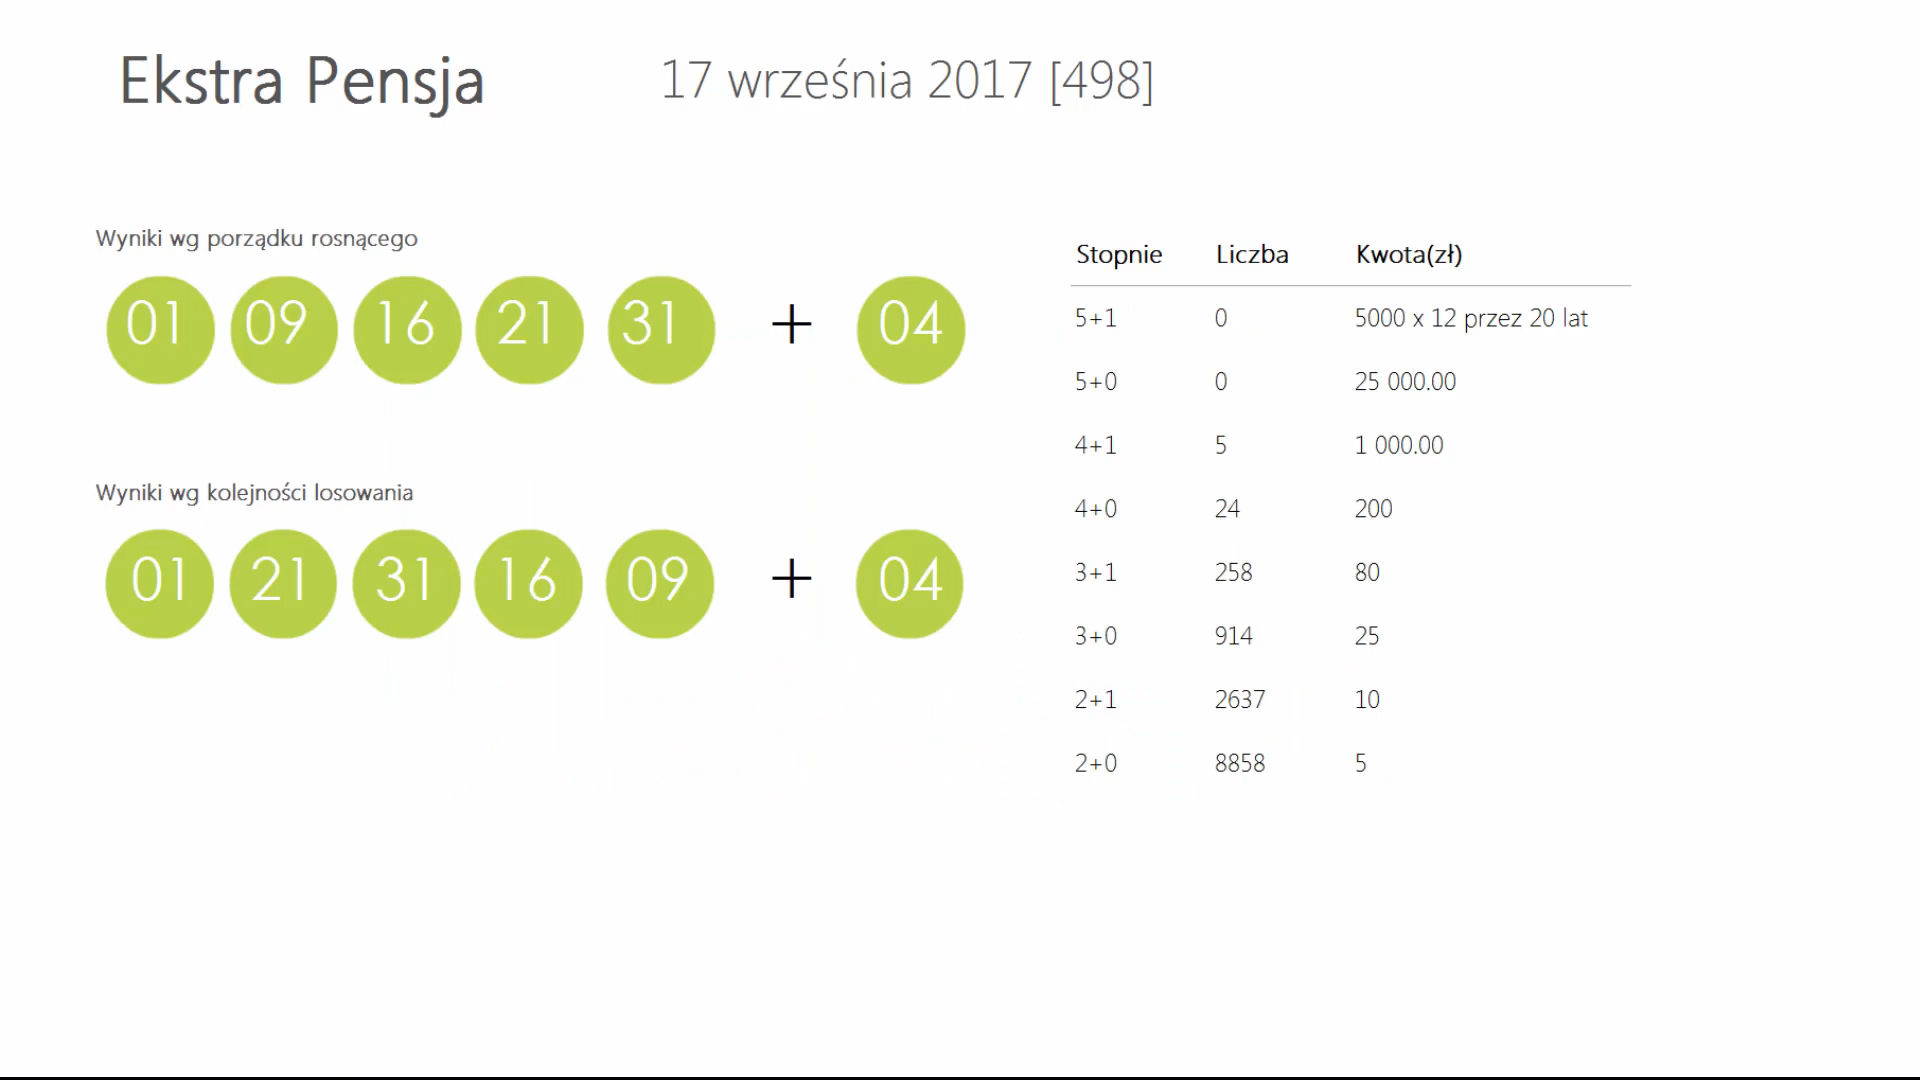 Ekstra Pensja
17 września 2017 [498]
Wyniki wg porządku rosnącego
01 09 16 21 31 + 04
Wyniki wg kolejności losowania
01 21 31 16 09 + 04
Stopnie Liczba Kwota(zł)
5+1 0 5000 x 12 przez 20 lat
5+0 0 25 000.00
4+1 5 1 000.00
4+0 24 200
3+1 258 80
3+0 914 25
2+1 2637 10
2+0 8858 5